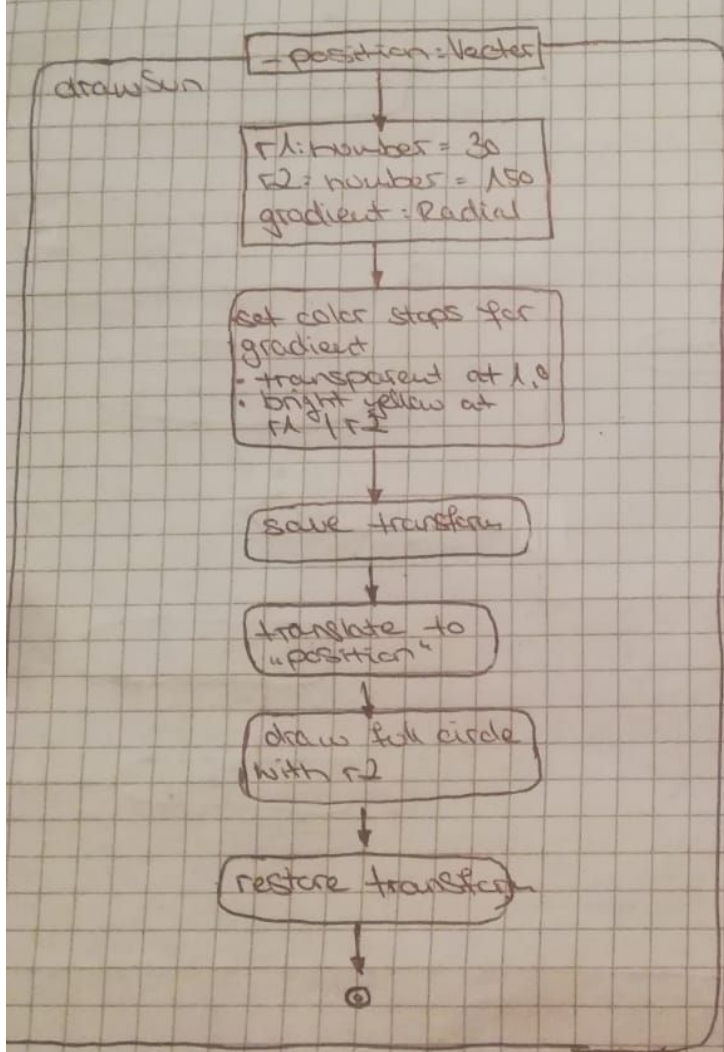 _position: Vector
drawSun
r1: number = 30
r2: number = 150
gradient: Radial
set color stops for
gradient
- transparent at 1.0
- bright yellow at
r1 / r2
save transform
translate to
„position“
draw full circle
with r2
restore transform